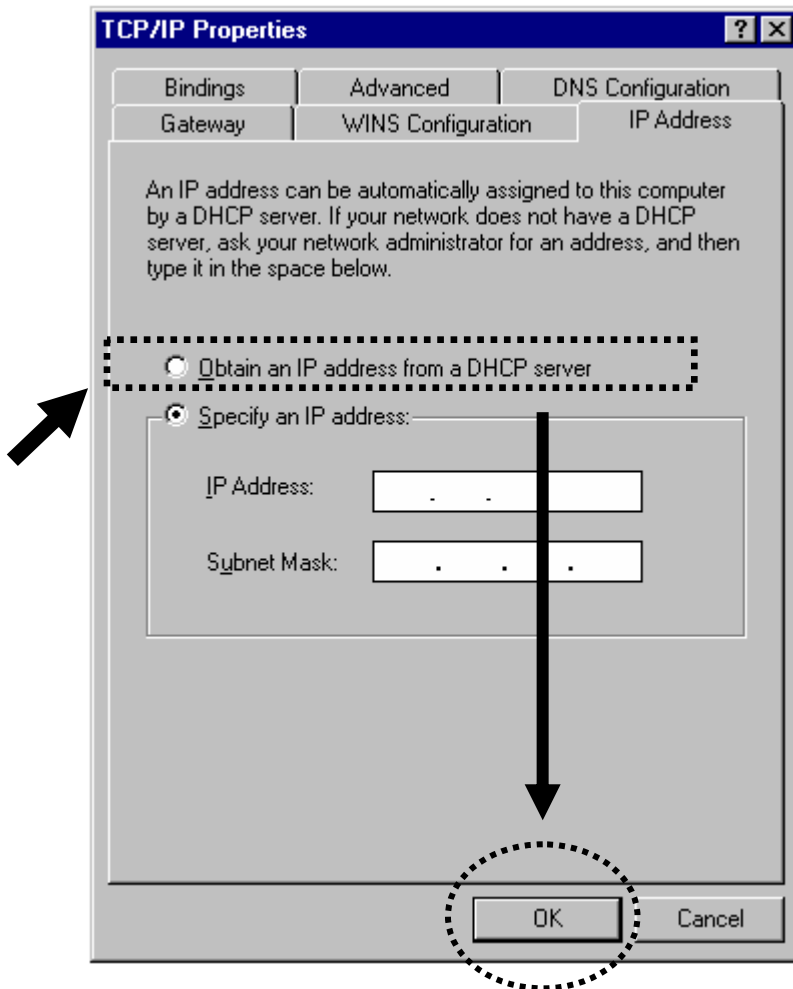 TCP/IP Properties
Bindings Advanced DNS Configuration
Gateway WINS Configuration IP Address
An IP address can be automatically assigned to this computer
by a DHCP server. If your network does not have a DHCP
server, ask your network administrator for an address, and then
type it in the space below.
Obtain an IP address from a DHCP server
Specify an IP address:
IP Address: . .
Subnet Mask: . . .
OK Cancel